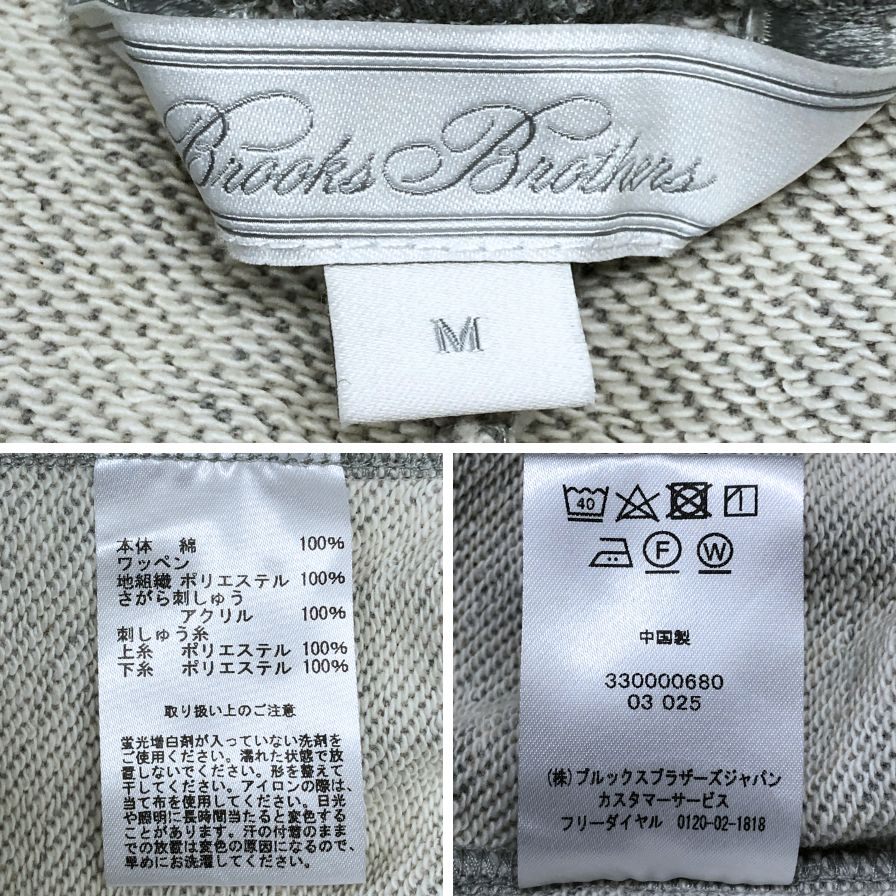 Brooks Brothers
M
本体 綿 100%
ワッペン
地組織 ポリエステル 100%
さがら刺しゅう
アクリル 100%
刺しゅう糸
上糸 ポリエステル 100%
下糸 ポリエステル 100%
取り扱い上のご注意
蛍光増白剤が入っていない洗剤を
ご使用ください。濡れた状態で放
置しないでください。形を整えて
干してください。アイロンの際は、
当て布を使用してください。日光
や照明に長時間当たると変色する
ことがあります。汗の付着のまま
での放置は変色の原因になるので、
早めにお洗濯してください。
40
F W
中国製
330000680
03 025
(株)ブルックスブラザーズジャパン
カスタマーサービス
フリーダイヤル 0120-02-1818